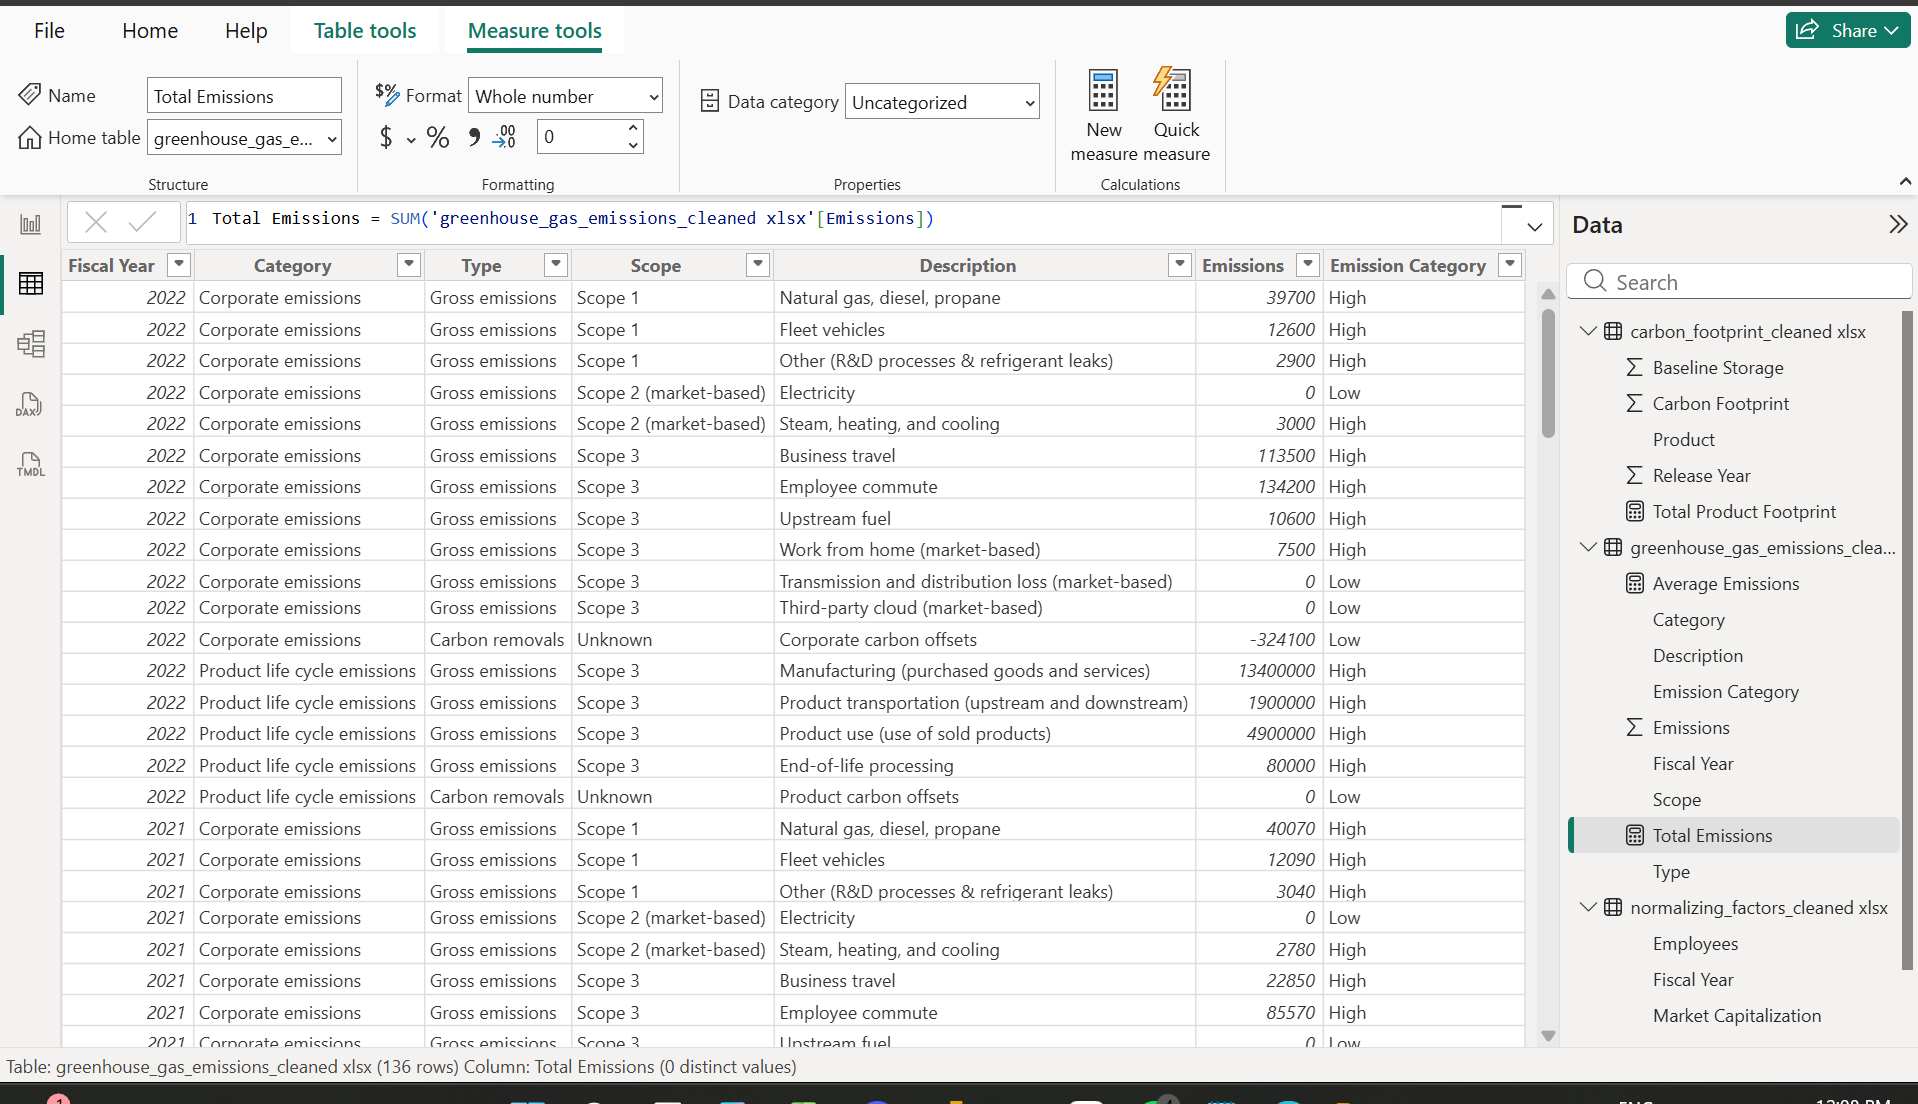 File Home Help Table tools Measure tools Share
Name Total Emissions $% Format Whole number Data category Uncategorized New measure Quick measure
Home table greenhouse_gas_e... $ % , .00 0
Structure Formatting Properties Calculations
1 Total Emissions = SUM('greenhouse_gas_emissions_cleaned xlsx'[Emissions])
Fiscal Year Category Type Scope Description Emissions Emission Category
2022 Corporate emissions Gross emissions Scope 1 Natural gas, diesel, propane 39700 High
2022 Corporate emissions Gross emissions Scope 1 Fleet vehicles 12600 High
2022 Corporate emissions Gross emissions Scope 1 Other (R&D processes & refrigerant leaks) 2900 High
2022 Corporate emissions Gross emissions Scope 2 (market-based) Electricity 0 Low
2022 Corporate emissions Gross emissions Scope 2 (market-based) Steam, heating, and cooling 3000 High
2022 Corporate emissions Gross emissions Scope 3 Business travel 113500 High
2022 Corporate emissions Gross emissions Scope 3 Employee commute 134200 High
2022 Corporate emissions Gross emissions Scope 3 Upstream fuel 10600 High
2022 Corporate emissions Gross emissions Scope 3 Work from home (market-based) 7500 High
2022 Corporate emissions Gross emissions Scope 3 Transmission and distribution loss (market-based) 0 Low
2022 Corporate emissions Gross emissions Scope 3 Third-party cloud (market-based) 0 Low
2022 Corporate emissions Carbon removals Unknown Corporate carbon offsets -324100 Low
2022 Product life cycle emissions Gross emissions Scope 3 Manufacturing (purchased goods and services) 13400000 High
2022 Product life cycle emissions Gross emissions Scope 3 Product transportation (upstream and downstream) 1900000 High
2022 Product life cycle emissions Gross emissions Scope 3 Product use (use of sold products) 4900000 High
2022 Product life cycle emissions Gross emissions Scope 3 End-of-life processing 80000 High
2022 Product life cycle emissions Carbon removals Unknown Product carbon offsets 0 Low
2021 Corporate emissions Gross emissions Scope 1 Natural gas, diesel, propane 40070 High
2021 Corporate emissions Gross emissions Scope 1 Fleet vehicles 12090 High
2021 Corporate emissions Gross emissions Scope 1 Other (R&D processes & refrigerant leaks) 3040 High
2021 Corporate emissions Gross emissions Scope 2 (market-based) Electricity 0 Low
2021 Corporate emissions Gross emissions Scope 2 (market-based) Steam, heating, and cooling 2780 High
2021 Corporate emissions Gross emissions Scope 3 Business travel 22850 High
2021 Corporate emissions Gross emissions Scope 3 Employee commute 85570 High
2021 Corporate emissions Gross emissions Scope 3 Upstream fuel 0 Low
DAX
TMDL
Data
Search
carbon_footprint_cleaned xlsx
Baseline Storage
Carbon Footprint
Product
Release Year
Total Product Footprint
greenhouse_gas_emissions_clea...
Average Emissions
Category
Description
Emission Category
Emissions
Fiscal Year
Scope
Total Emissions
Type
normalizing_factors_cleaned xlsx
Employees
Fiscal Year
Market Capitalization
Table: greenhouse_gas_emissions_cleaned xlsx (136 rows) Column: Total Emissions (0 distinct values)